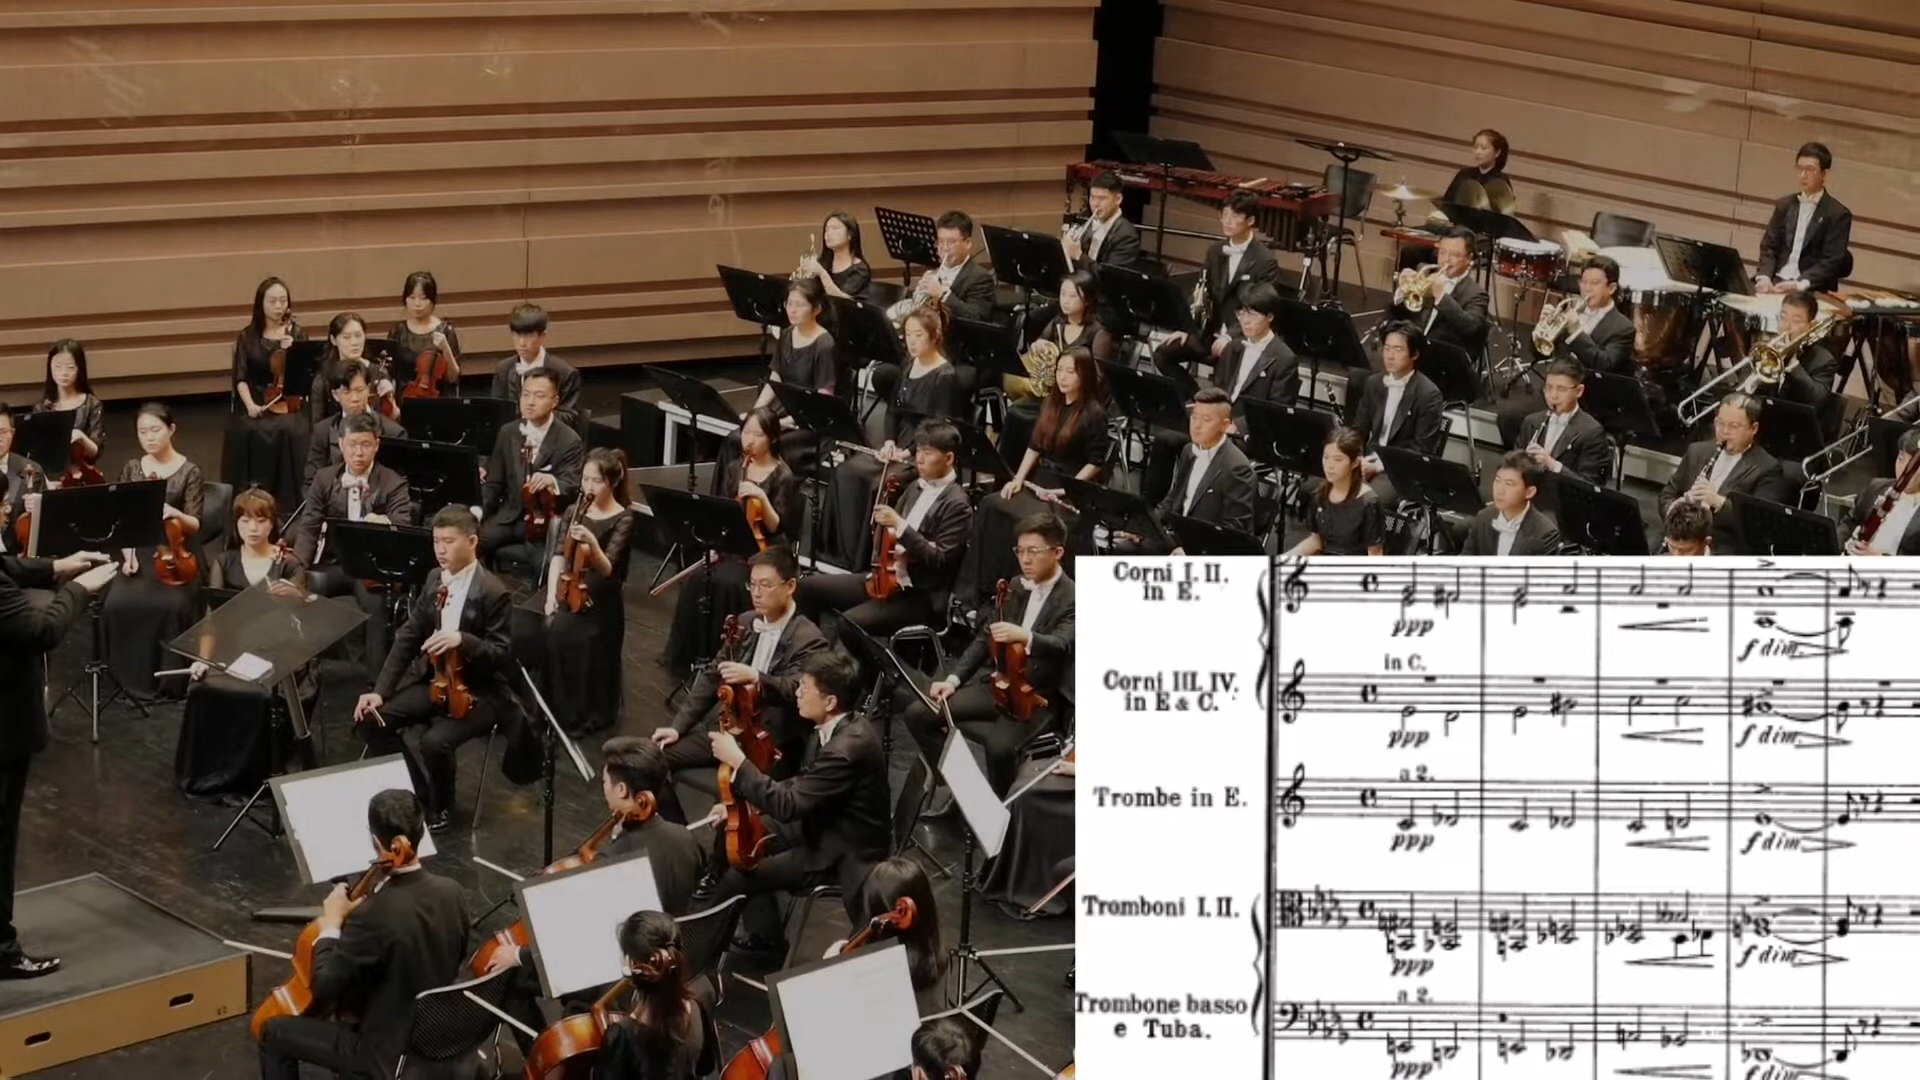 Corni I. II.
in E.
ppp
f dim.
in C.
Corni III. IV.
in E & C.
ppp
f dim.
a 2.
Trombe in E.
ppp
f dim.
Tromboni I. II.
ppp
f dim.
a 2.
Trombone basso
e Tuba.
ppp
f dim.